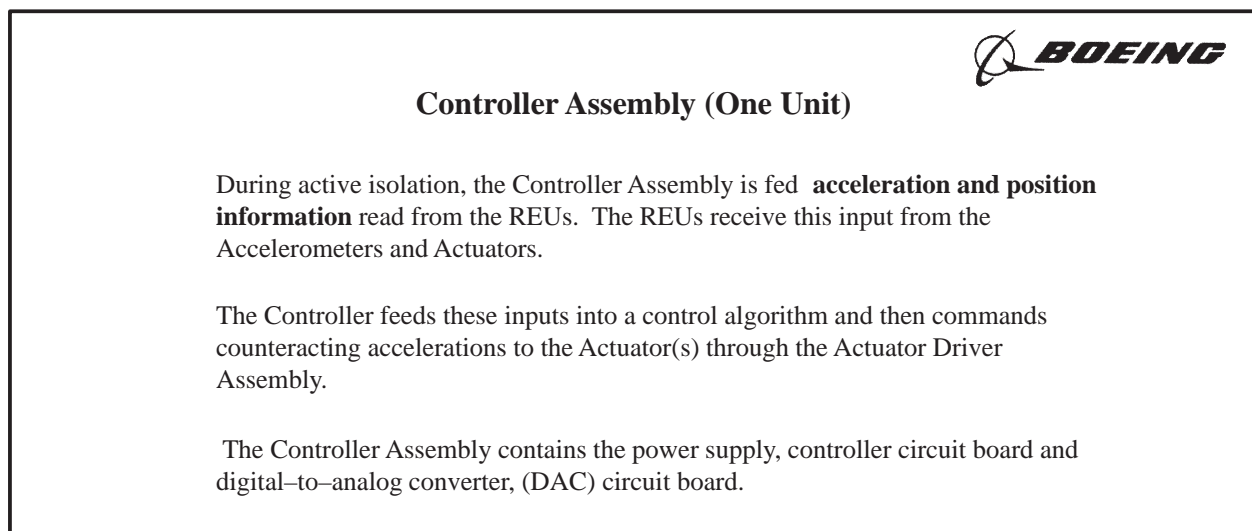 BOEING
Controller Assembly (One Unit)
During active isolation, the Controller Assembly is fed acceleration and position
information read from the REUs. The REUs receive this input from the
Accelerometers and Actuators.
The Controller feeds these inputs into a control algorithm and then commands
counteracting accelerations to the Actuator(s) through the Actuator Driver
Assembly.
The Controller Assembly contains the power supply, controller circuit board and
digital–to–analog converter, (DAC) circuit board.